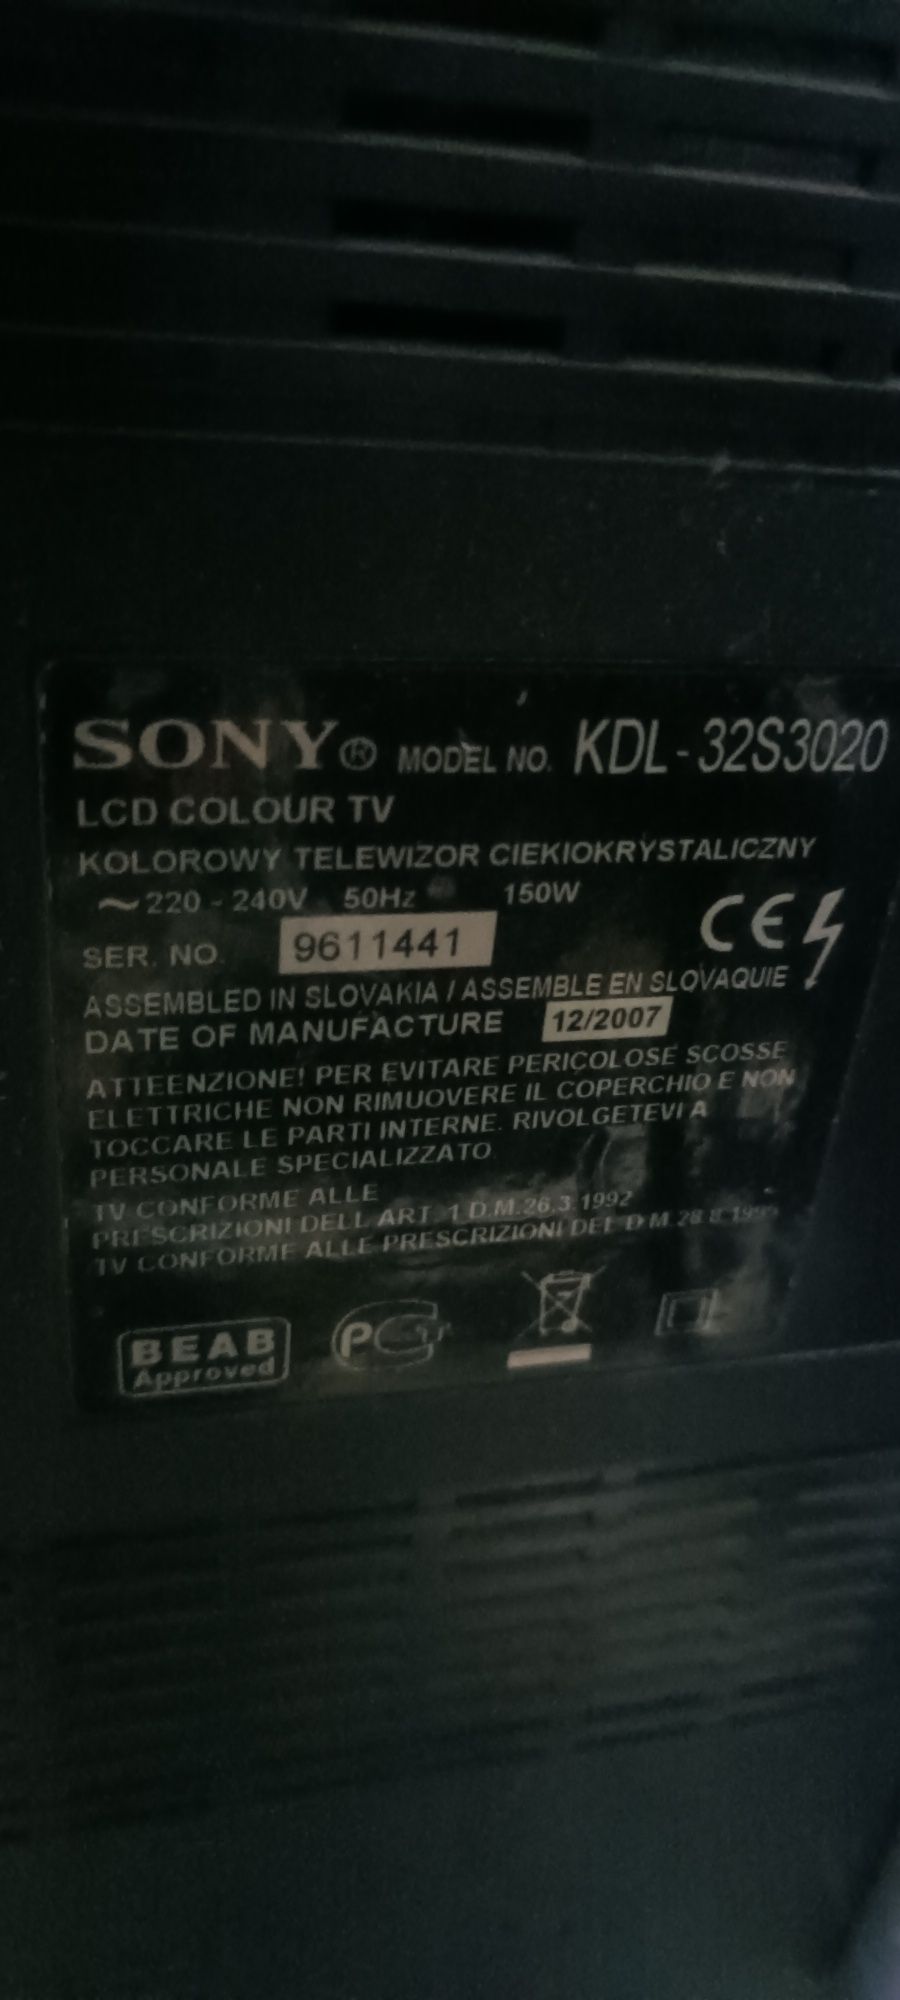 SONY® MODEL NO. KDL-32S3020
LCD COLOUR TV
KOLOROWY TELEWIZOR CIEKIOKRYSTALICZNY
~220 - 240V 50Hz 150W
CE
SER. NO. 9611441
ASSEMBLED IN SLOVAKIA / ASSEMBLE EN SLOVAQUIE
DATE OF MANUFACTURE 12/2007
ATTEENZIONE! PER EVITARE PERICOLOSE SCOSSE
ELETTRICHE NON RIMUOVERE IL COPERCHIO E NON
TOCCARE LE PARTI INTERNE. RIVOLGETEVI A
PERSONALE SPECIALIZZATO
TV CONFORME ALLE
PRESCRIZIONI DELL ART. 1 D.M.26.3.1992
TV CONFORME ALLE PRESCRIZIONI DEL D M 28 8 1995
BEAB
Approved